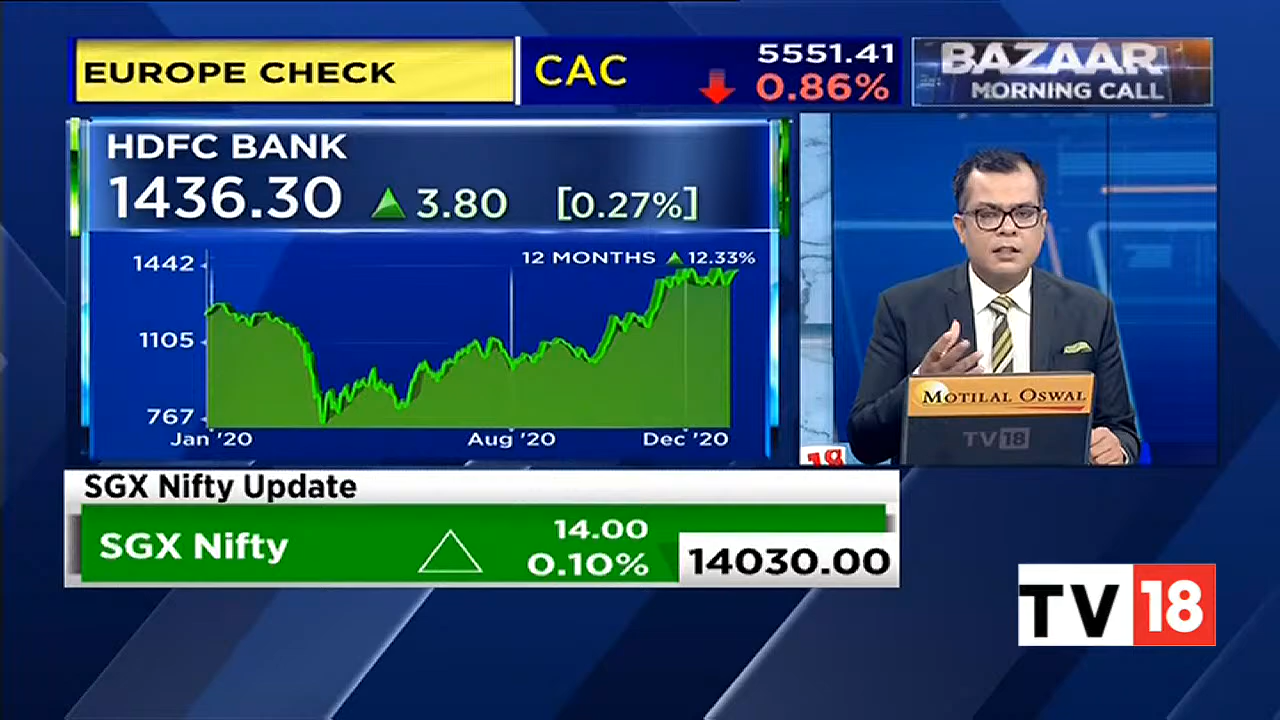 EUROPE CHECK
CAC
5551.41
0.86%
BAZAAR
MORNING CALL
HDFC BANK
1436.30 3.80 [0.27%]
12 MONTHS 12.33%
1442
1105
767
Jan '20 Aug '20 Dec '20
MOTILAL OSWAL
TV18
18
SGX Nifty Update
SGX Nifty
14.00
0.10%
14030.00
TV18